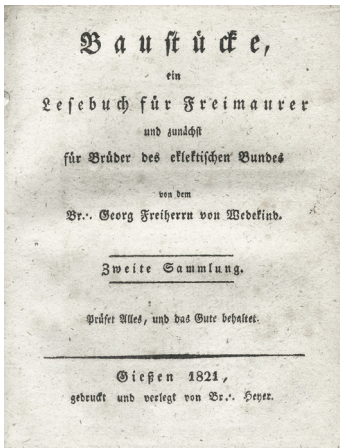 Baustücke,
ein
Lesebuch für Freimaurer
und zunächst
für Brüder des eklektischen Bundes
von dem
Br.·. Georg Freiherrn von Wedekind.
Zweite Sammlung.
Prüfet Alles, und das Gute behaltet.
Gießen 1821,
gedruckt und verlegt von Br.·. Heyer.